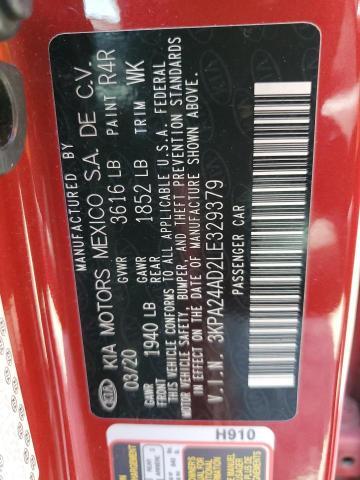 MANUFACTURED BY
KIA MOTORS MEXICO S.A. DE C.V.
03/20 GVWR 3616 LB PAINT R4R
GAWR FRONT 1940 LB GAWR REAR 1852 LB TRIM WK
THIS VEHICLE CONFORMS TO ALL APPLICABLE U.S.A. FEDERAL
MOTOR VEHICLE SAFETY, BUMPER, AND THEFT PREVENTION STANDARDS
IN EFFECT ON THE DATE OF MANUFACTURE SHOWN ABOVE.
V.I.N. 3KPA24AD2LE329379
PASSENGER CAR
KIA
H910